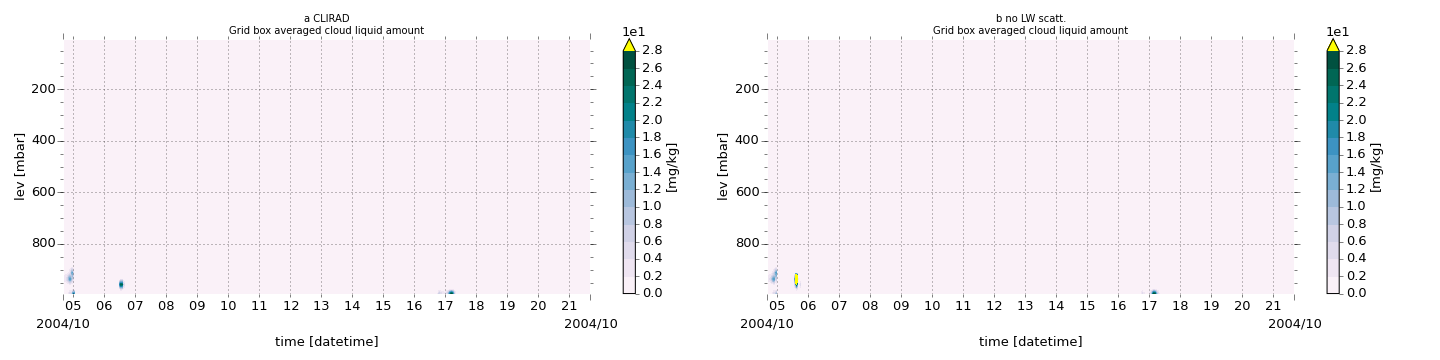 a CLIRAD
Grid box averaged cloud liquid amount
1e1
2.8
2.6
2.4
2.2
2.0
1.8
1.6
1.4
1.2
1.0
0.8
0.6
0.4
0.2
0.0
[mg/kg]
200
400
600
800
lev [mbar]
05 06 07 08 09 10 11 12 13 14 15 16 17 18 19 20 21
2004/10 2004/10
time [datetime]
b no LW scatt.
Grid box averaged cloud liquid amount
1e1
2.8
2.6
2.4
2.2
2.0
1.8
1.6
1.4
1.2
1.0
0.8
0.6
0.4
0.2
0.0
[mg/kg]
200
400
600
800
lev [mbar]
05 06 07 08 09 10 11 12 13 14 15 16 17 18 19 20 21
2004/10 2004/10
time [datetime]